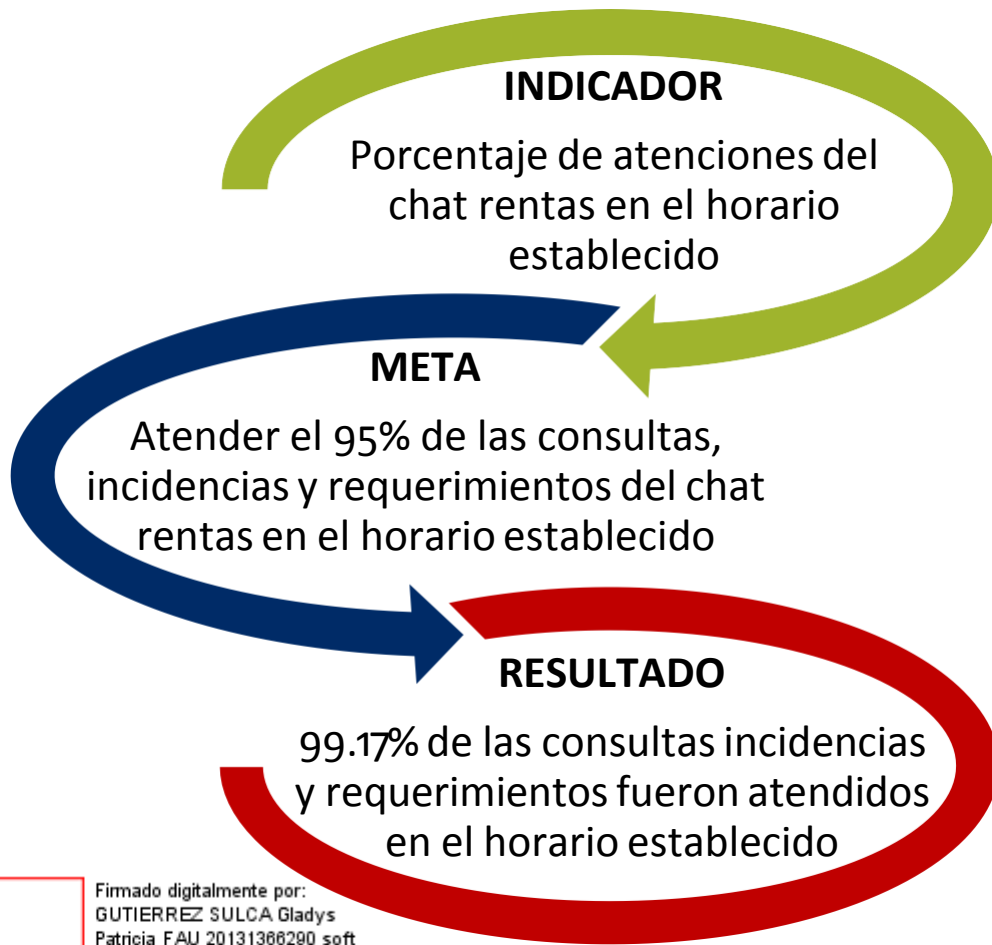 INDICADOR
Porcentaje de atenciones del
chat rentas en el horario
establecido
META
Atender el 95% de las consultas,
incidencias y requerimientos del chat
rentas en el horario establecido
RESULTADO
99.17% de las consultas incidencias
y requerimientos fueron atendidos
en el horario establecido
Firmado digitalmente por:
GUTIERREZ SULCA Gladys
Patricia FAU 20131366290 soft